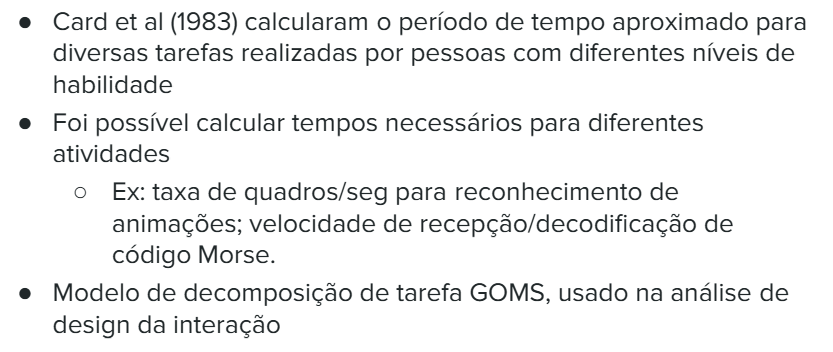 ● Card et al (1983) calcularam o período de tempo aproximado para
diversas tarefas realizadas por pessoas com diferentes níveis de
habilidade
● Foi possível calcular tempos necessários para diferentes
atividades
○ Ex: taxa de quadros/seg para reconhecimento de
animações; velocidade de recepção/decodificação de
código Morse.
● Modelo de decomposição de tarefa GOMS, usado na análise de
design da interação